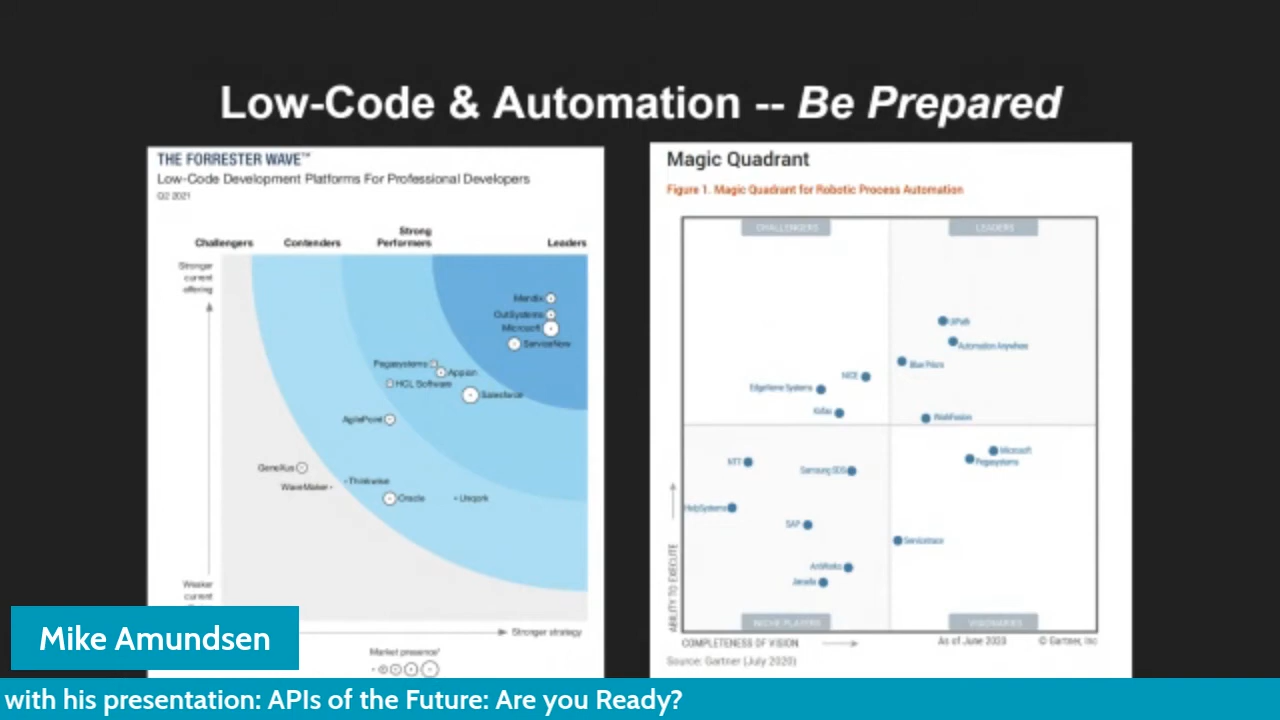 Low-Code & Automation -- Be Prepared
THE FORRESTER WAVE™
Low-Code Development Platforms For Professional Developers
Q2 2021
Challengers
Contenders
Strong
Performers
Leaders
Stronger
current
offering
Mendix
OutSystems
Microsoft
ServiceNow
Pegasystems
Appian
HCL Software
Salesforce
AgilePoint
GeneXus
WaveMaker
Thinkwise
Oracle
Unqork
Weaker
current
Stronger strategy
Market presence*
Magic Quadrant
Figure 1. Magic Quadrant for Robotic Process Automation
CHALLENGERS
LEADERS
UiPath
Automation Anywhere
Blue Prism
NICE
EdgeVerve Systems
Kofax
WorkFusion
Microsoft
Pegasystems
NTT
Samsung SDS
HelpSystems
SAP
Servicetrace
AntWorks
Jacada
NICHE PLAYERS
VISIONARIES
ABILITY TO EXECUTE
COMPLETENESS OF VISION
As of June 2020
© Gartner, Inc
Source: Gartner (July 2020)
Mike Amundsen
with his presentation: APIs of the Future: Are you Ready?